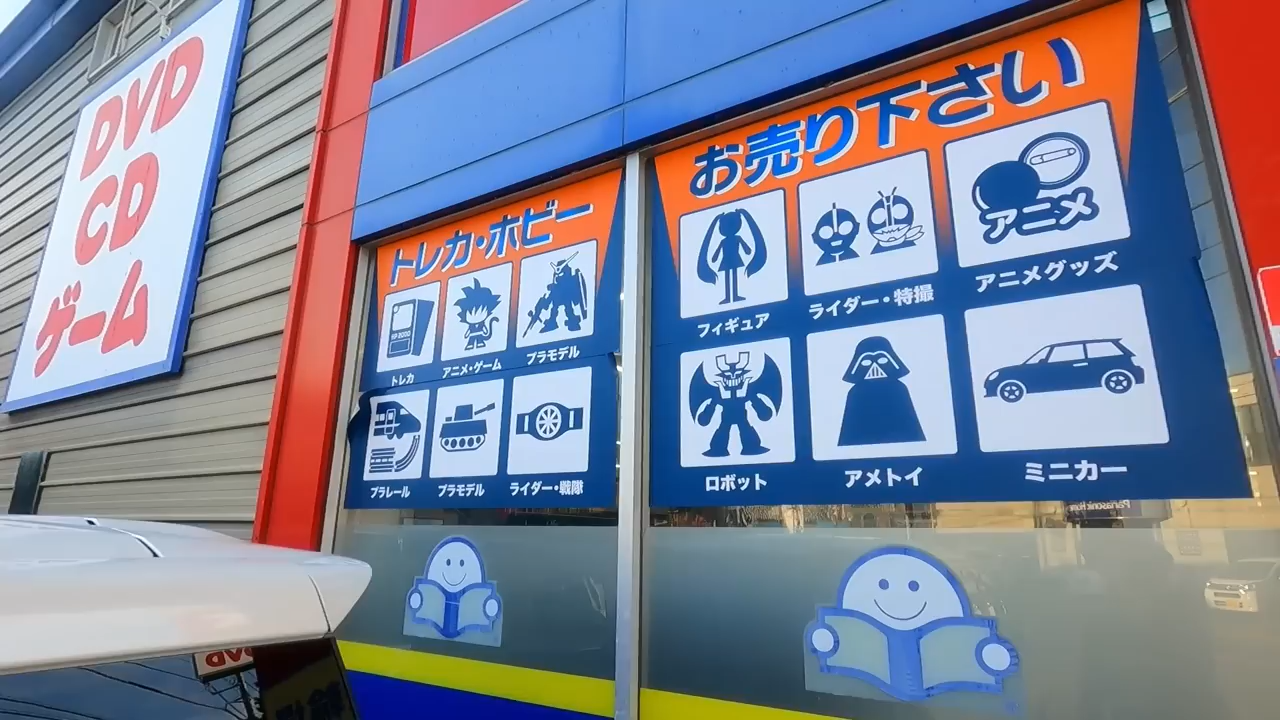 DVD
CD
ゲーム
トレカ・ホビー
トレカ
アニメ・ゲーム
プラモデル
プラレール
プラモデル
ライダー・戦隊
お売り下さい
アニメ
フィギュア
ライダー・特撮
アニメグッズ
ロボット
アメトイ
ミニカー